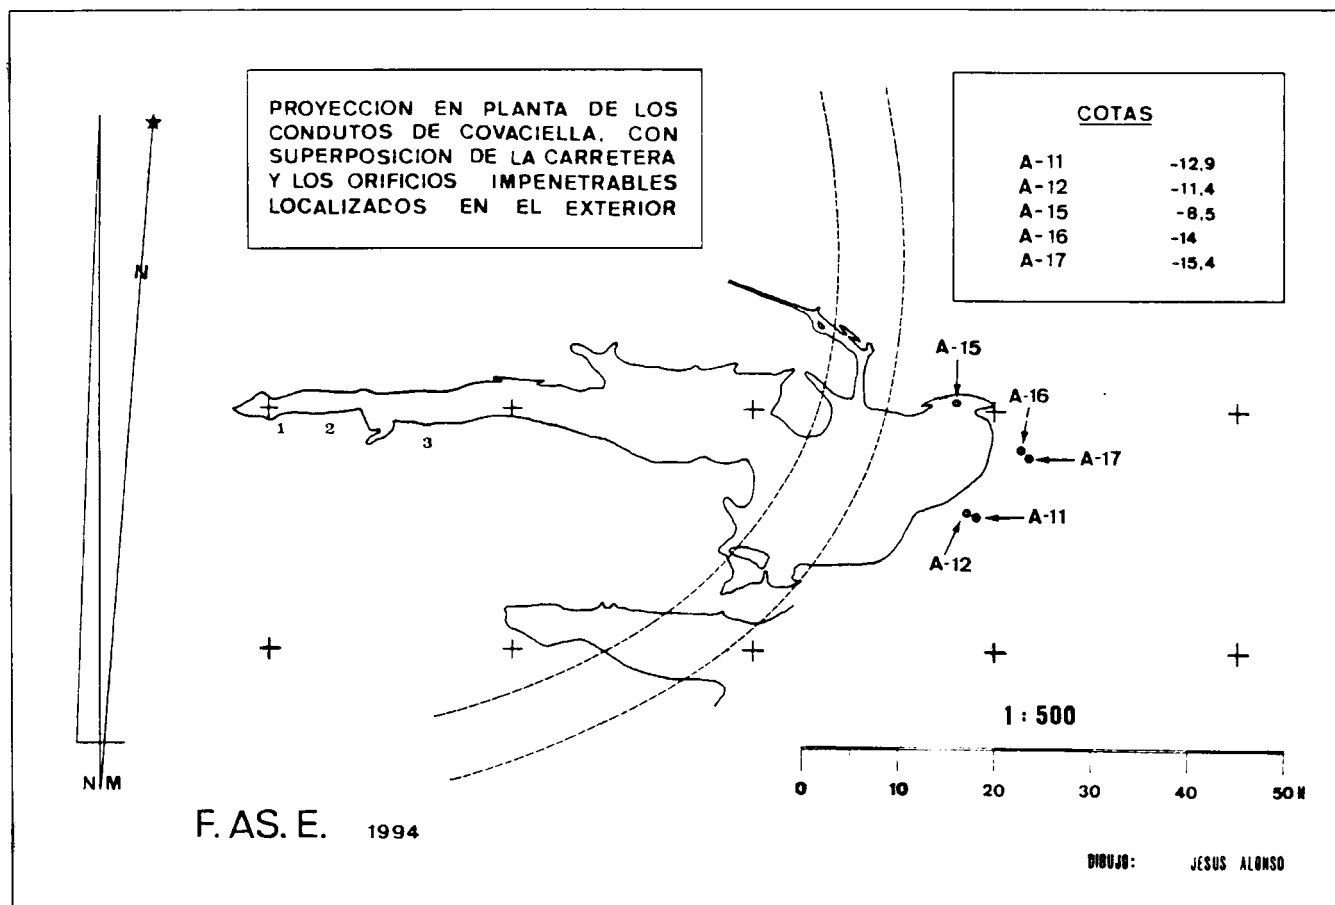 PROYECCION EN PLANTA DE LOS
CONDUTOS DE COVACIELLA, CON
SUPERPOSICION DE LA CARRETERA
Y LOS ORIFICIOS IMPENETRABLES
LOCALIZADOS EN EL EXTERIOR
COTAS
A-11 -12,9
A-12 -11,4
A-15 -8,5
A-16 -14
A-17 -15,4
N
A-15
A-16
A-17
A-11
A-12
1 2 3
1 : 500
0 10 20 30 40 50 M
NM
F. AS. E. 1994
DIBUJO: JESUS ALONSO